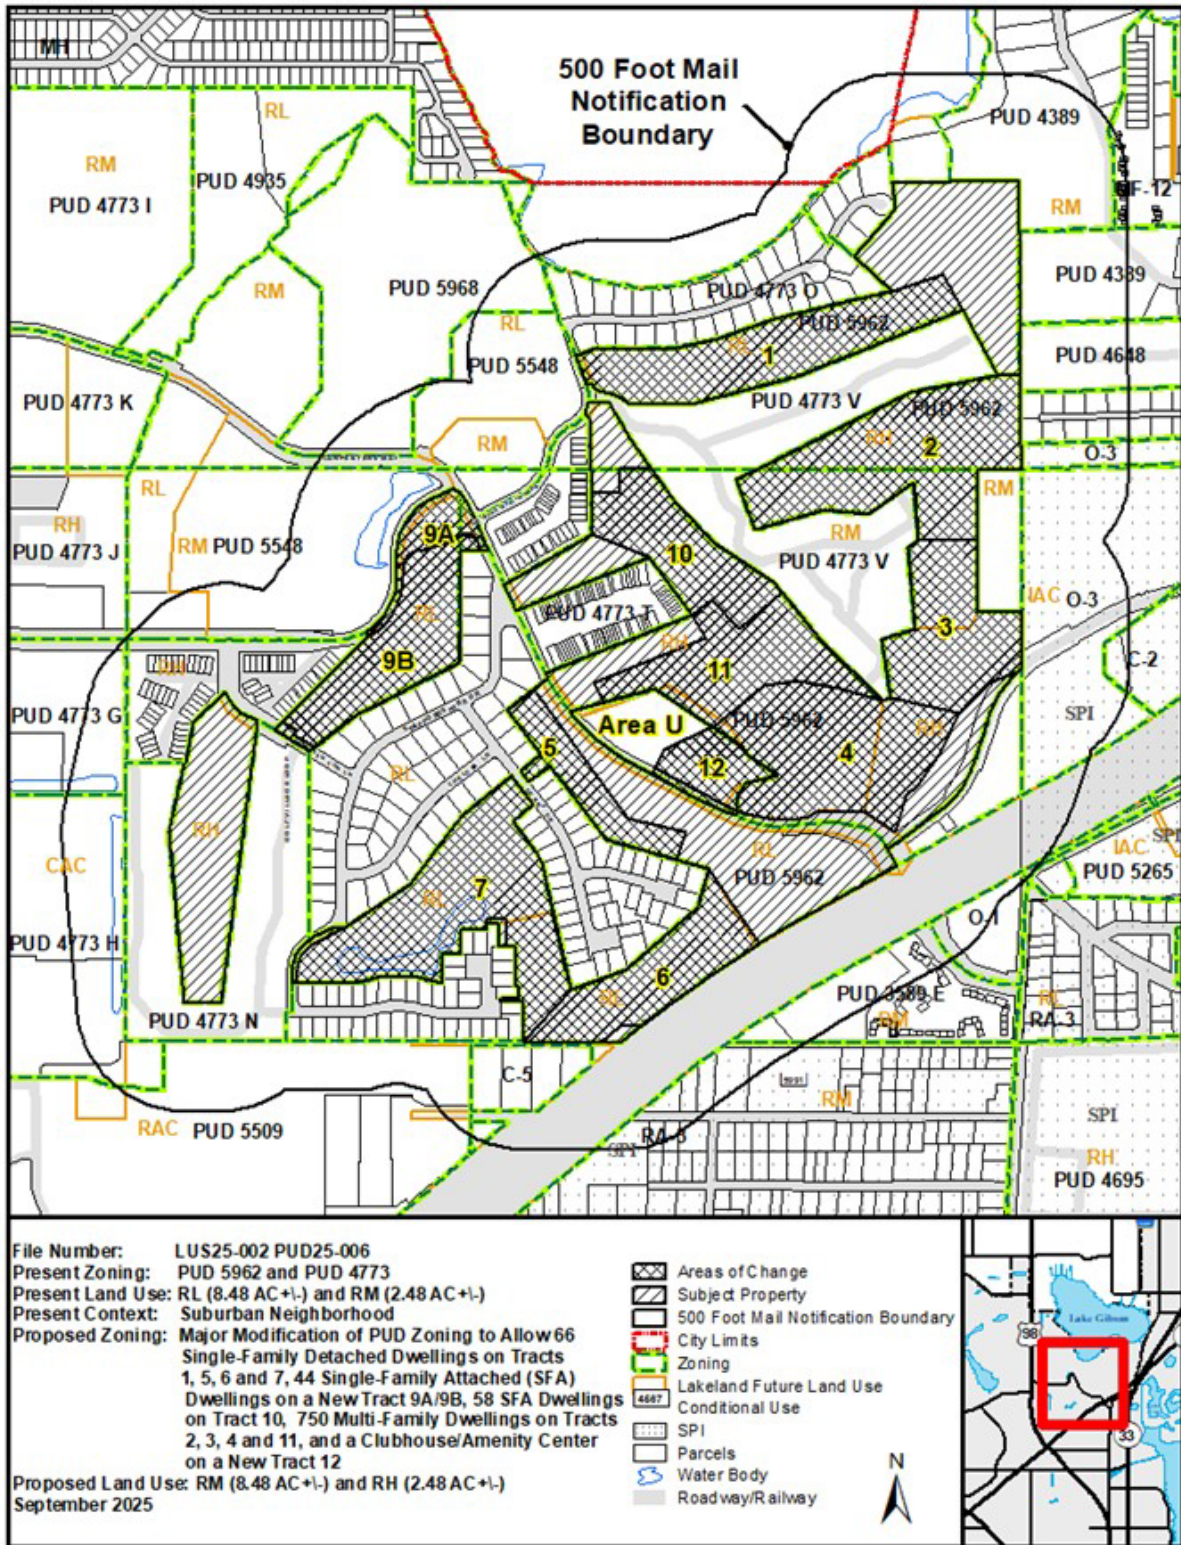 MH
500 Foot Mail
Notification
Boundary
RL
RM
PUD 4935
PUD 4773 I
PUD 4389
RM
PUD 5968
RM
PUD 4773 O
PUD 4389
PUD 5962
RL
RL
1
PUD 5548
PUD 4648
PUD 4773 K
PUD 4773 V
PUD 5962
RH
2
RM
O-3
RL
RM
RH
PUD 4773 J
RM
PUD 5548
9A
10
RM
PUD 4773 V
RL
PUD 4773 T
IAC
O-3
3
9B
RH
RH
11
C-2
PUD 4773 G
SPI
Area U
PUD 5962
RH
5
4
12
RL
RH
CAC
RL
IAC
SPI
PUD 5962
PUD 5265
7
RL
PUD 4773 H
O-1
6
RL
PUD 3589 E
RM
RL
RA-3
PUD 4773 N
C-5
RM
RAC
PUD 5509
SPI
SPI
RH
PUD 4695
File Number: LUS25-002 PUD25-006
Present Zoning: PUD 5962 and PUD 4773
Present Land Use: RL (8.48 AC+\-) and RM (2.48 AC+\-)
Present Context: Suburban Neighborhood
Proposed Zoning: Major Modification of PUD Zoning to Allow 66
Single-Family Detached Dwellings on Tracts
1, 5, 6 and 7, 44 Single-Family Attached (SFA)
Dwellings on a New Tract 9A/9B, 58 SFA Dwellings
on Tract 10, 750 Multi-Family Dwellings on Tracts
2, 3, 4 and 11, and a Clubhouse/Amenity Center
on a New Tract 12
Proposed Land Use: RM (8.48 AC+\-) and RH (2.48 AC+\-)
September 2025
Areas of Change
Subject Property
500 Foot Mail Notification Boundary
City Limits
Zoning
Lakeland Future Land Use
4567 Conditional Use
SPI
Parcels
Water Body
Roadway/Railway
N
Lake Gibson
98
33